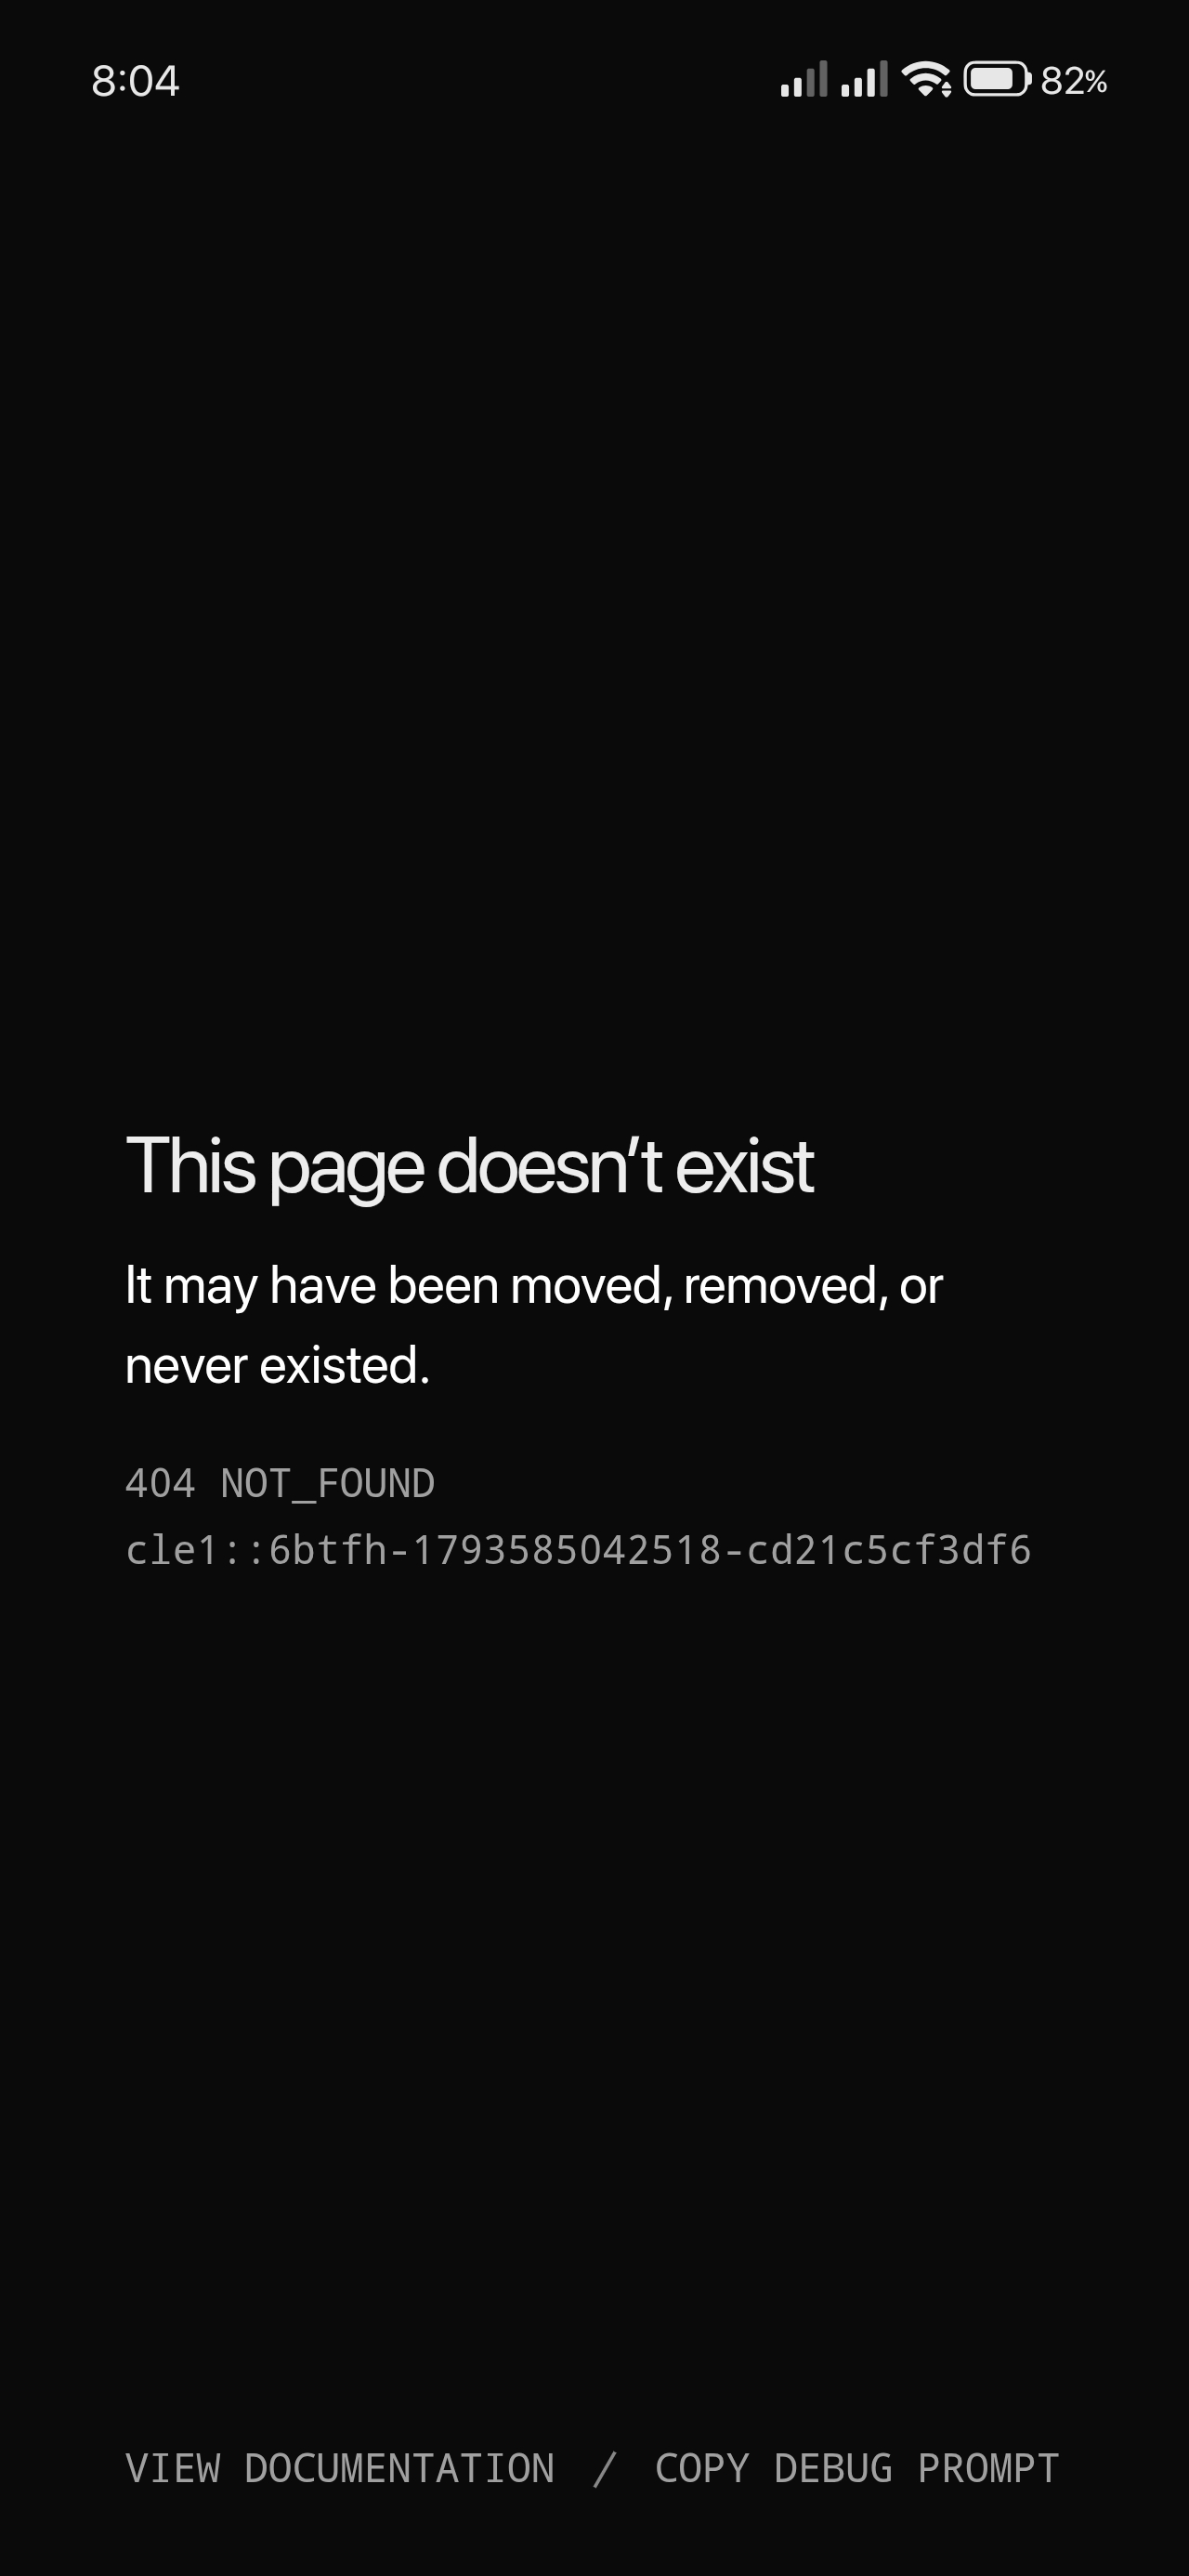 8:04
82%
This page doesn’t exist
It may have been moved, removed, or
never existed.
404 NOT_FOUND
cle1::6btfh-1793585042518-cd21c5cf3df6
VIEW DOCUMENTATION / COPY DEBUG PROMPT